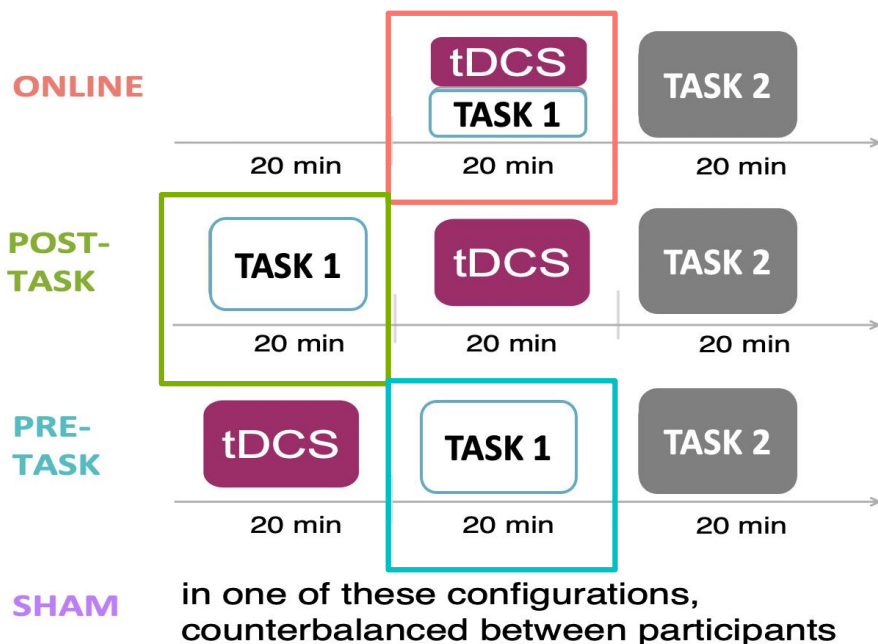 ONLINE
tDCS
TASK 1
TASK 2
20 min
20 min
20 min
POST-
TASK
TASK 1
tDCS
TASK 2
20 min
20 min
20 min
PRE-
TASK
tDCS
TASK 1
TASK 2
20 min
20 min
20 min
SHAM
in one of these configurations,
counterbalanced between participants